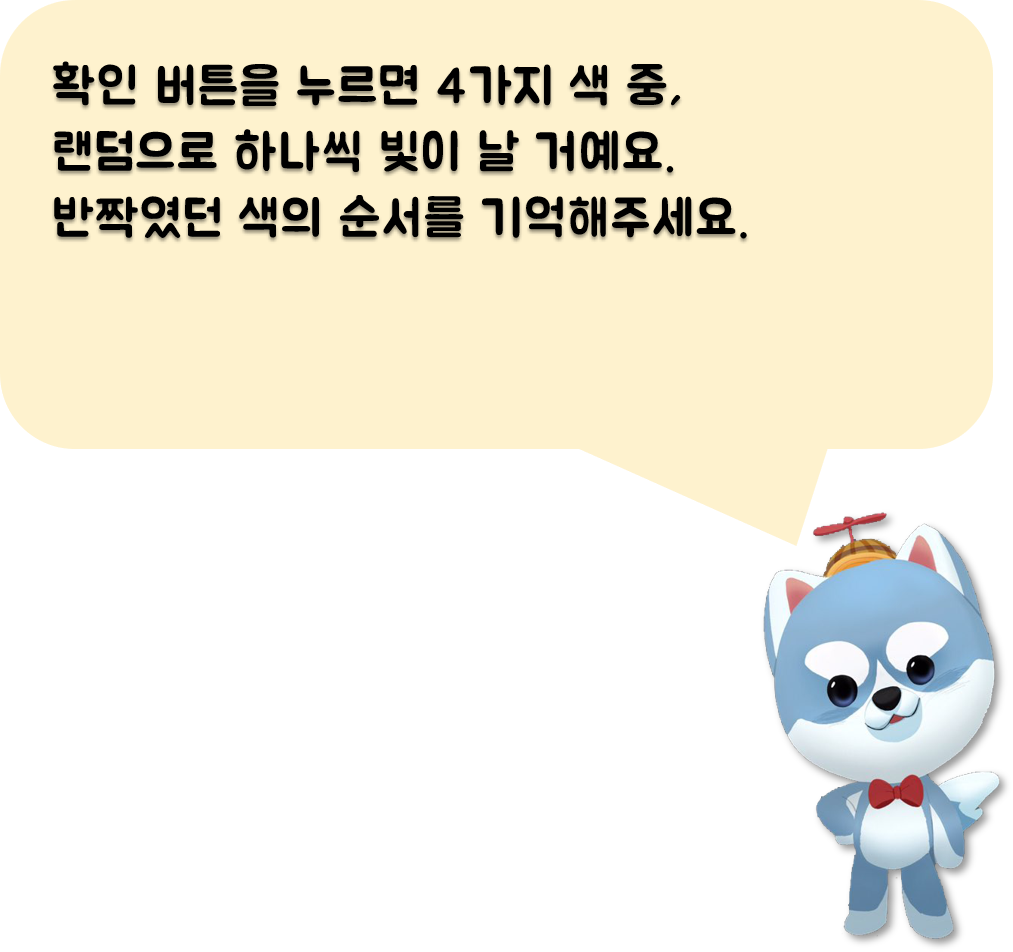 확인 버튼을 누르면 4가지 색 중,
랜덤으로 하나씩 빛이 날 거예요.
반짝였던 색의 순서를 기억해주세요.